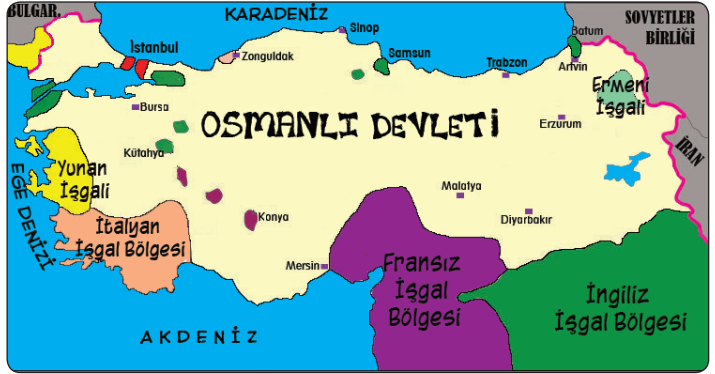 BULGAR.
KARADENİZ
SOVYETLER
BİRLİĞİ
Sinop
Batum
İstanbul
Zonguldak
Samsun
Trabzon
Artvin
Ermeni
İşgali
Bursa
OSMANLI DEVLETİ
Erzurum
İRAN
Kütahya
Yunan
İşgali
EGE DENİZİ
Malatya
Diyarbakır
Konya
İtalyan
İşgal Bölgesi
Mersin
Fransız
İşgal
Bölgesi
İngiliz
İşgal Bölgesi
AKDENİZ